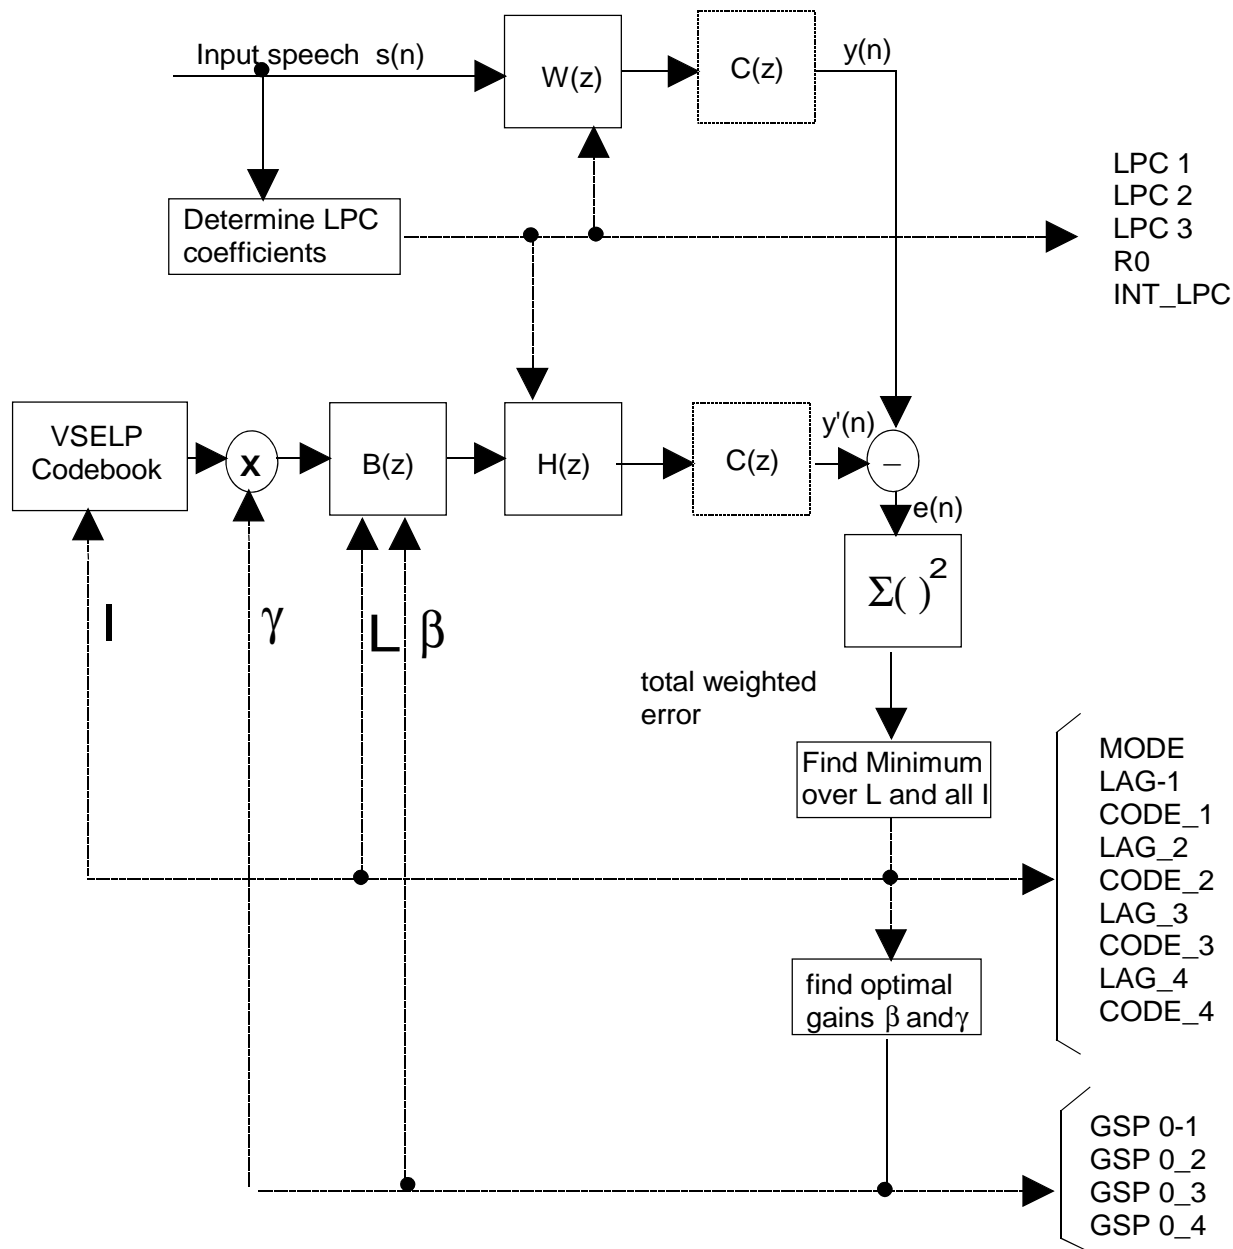 Input speech s(n)
W(z)
C(z)
y(n)
LPC 1
LPC 2
LPC 3
R0
INT_LPC
Determine LPC
coefficients
VSELP
Codebook
x
B(z)
H(z)
C(z)
y'(n)
−
e(n)
Σ( )²
I
γ
L
β
total weighted
error
Find Minimum
over L and all I
MODE
LAG-1
CODE_1
LAG_2
CODE_2
LAG_3
CODE_3
LAG_4
CODE_4
find optimal
gains β and γ
GSP 0-1
GSP 0_2
GSP 0_3
GSP 0_4